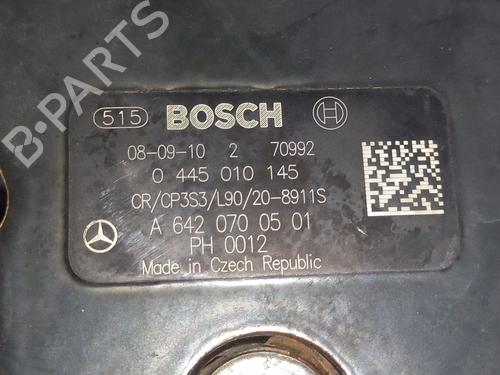 515 BOSCH
08-09-10 2 70992
0 445 010 145
CR/CP3S3/L90/20-8911S
A 642 070 05 01
PH 0012
Made in Czech Republic
B-PARTS